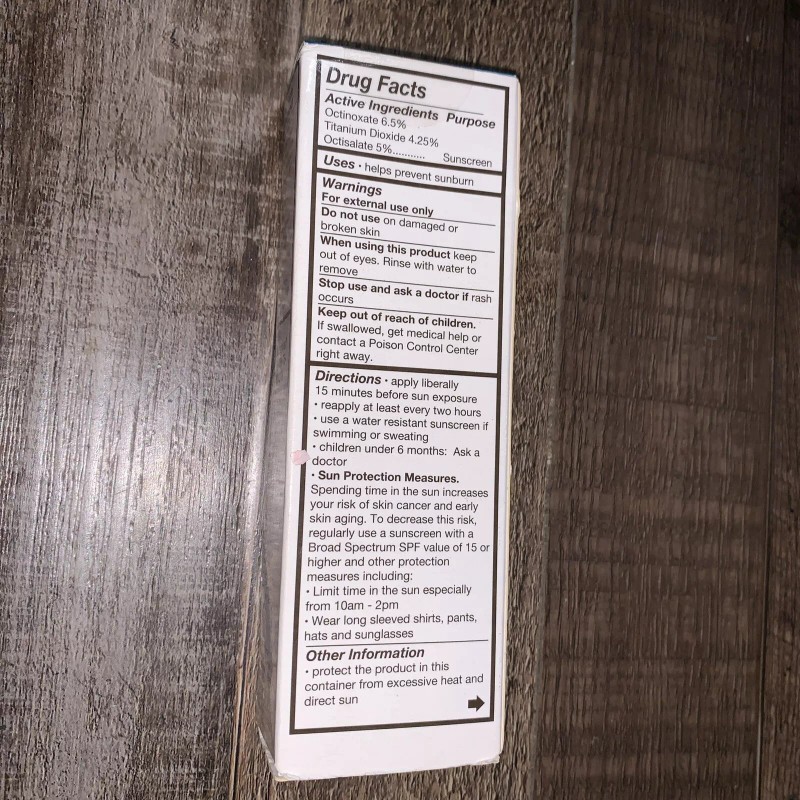 Drug Facts
Active Ingredients Purpose
Octinoxate 6.5%
Titanium Dioxide 4.25%
Octisalate 5%........... Sunscreen
Uses • helps prevent sunburn
Warnings
For external use only
Do not use on damaged or
broken skin
When using this product keep
out of eyes. Rinse with water to
remove
Stop use and ask a doctor if rash
occurs
Keep out of reach of children.
If swallowed, get medical help or
contact a Poison Control Center
right away.
Directions • apply liberally
15 minutes before sun exposure
• reapply at least every two hours
• use a water resistant sunscreen if
swimming or sweating
• children under 6 months: Ask a
doctor
• Sun Protection Measures.
Spending time in the sun increases
your risk of skin cancer and early
skin aging. To decrease this risk,
regularly use a sunscreen with a
Broad Spectrum SPF value of 15 or
higher and other protection
measures including:
• Limit time in the sun especially
from 10am - 2pm
• Wear long sleeved shirts, pants,
hats and sunglasses
Other Information
• protect the product in this
container from excessive heat and
direct sun